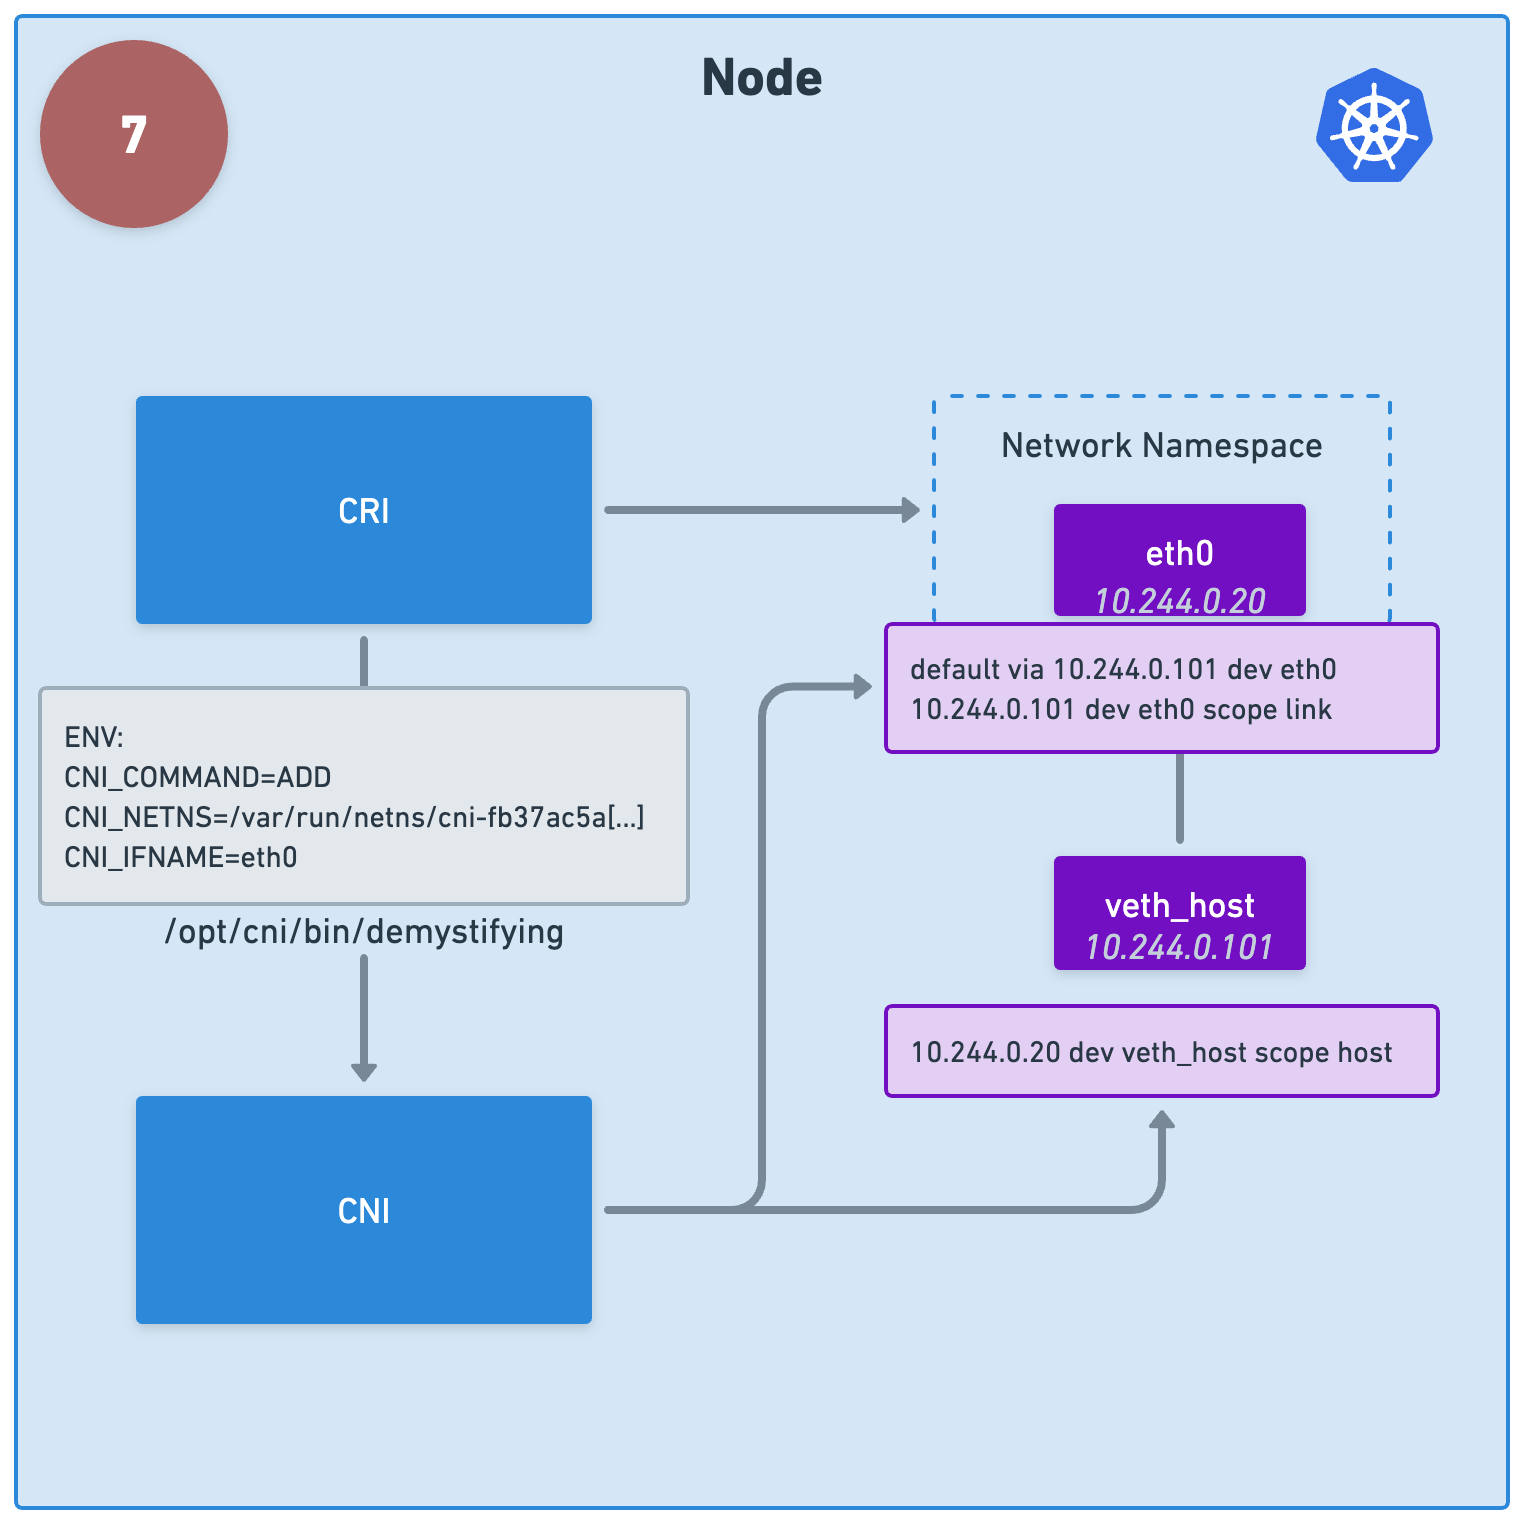 Node
7
CRI
Network Namespace
eth0
10.244.0.20
default via 10.244.0.101 dev eth0
10.244.0.101 dev eth0 scope link
ENV:
CNI_COMMAND=ADD
CNI_NETNS=/var/run/netns/cni-fb37ac5a[...]
CNI_IFNAME=eth0
/opt/cni/bin/demystifying
veth_host
10.244.0.101
10.244.0.20 dev veth_host scope host
CNI